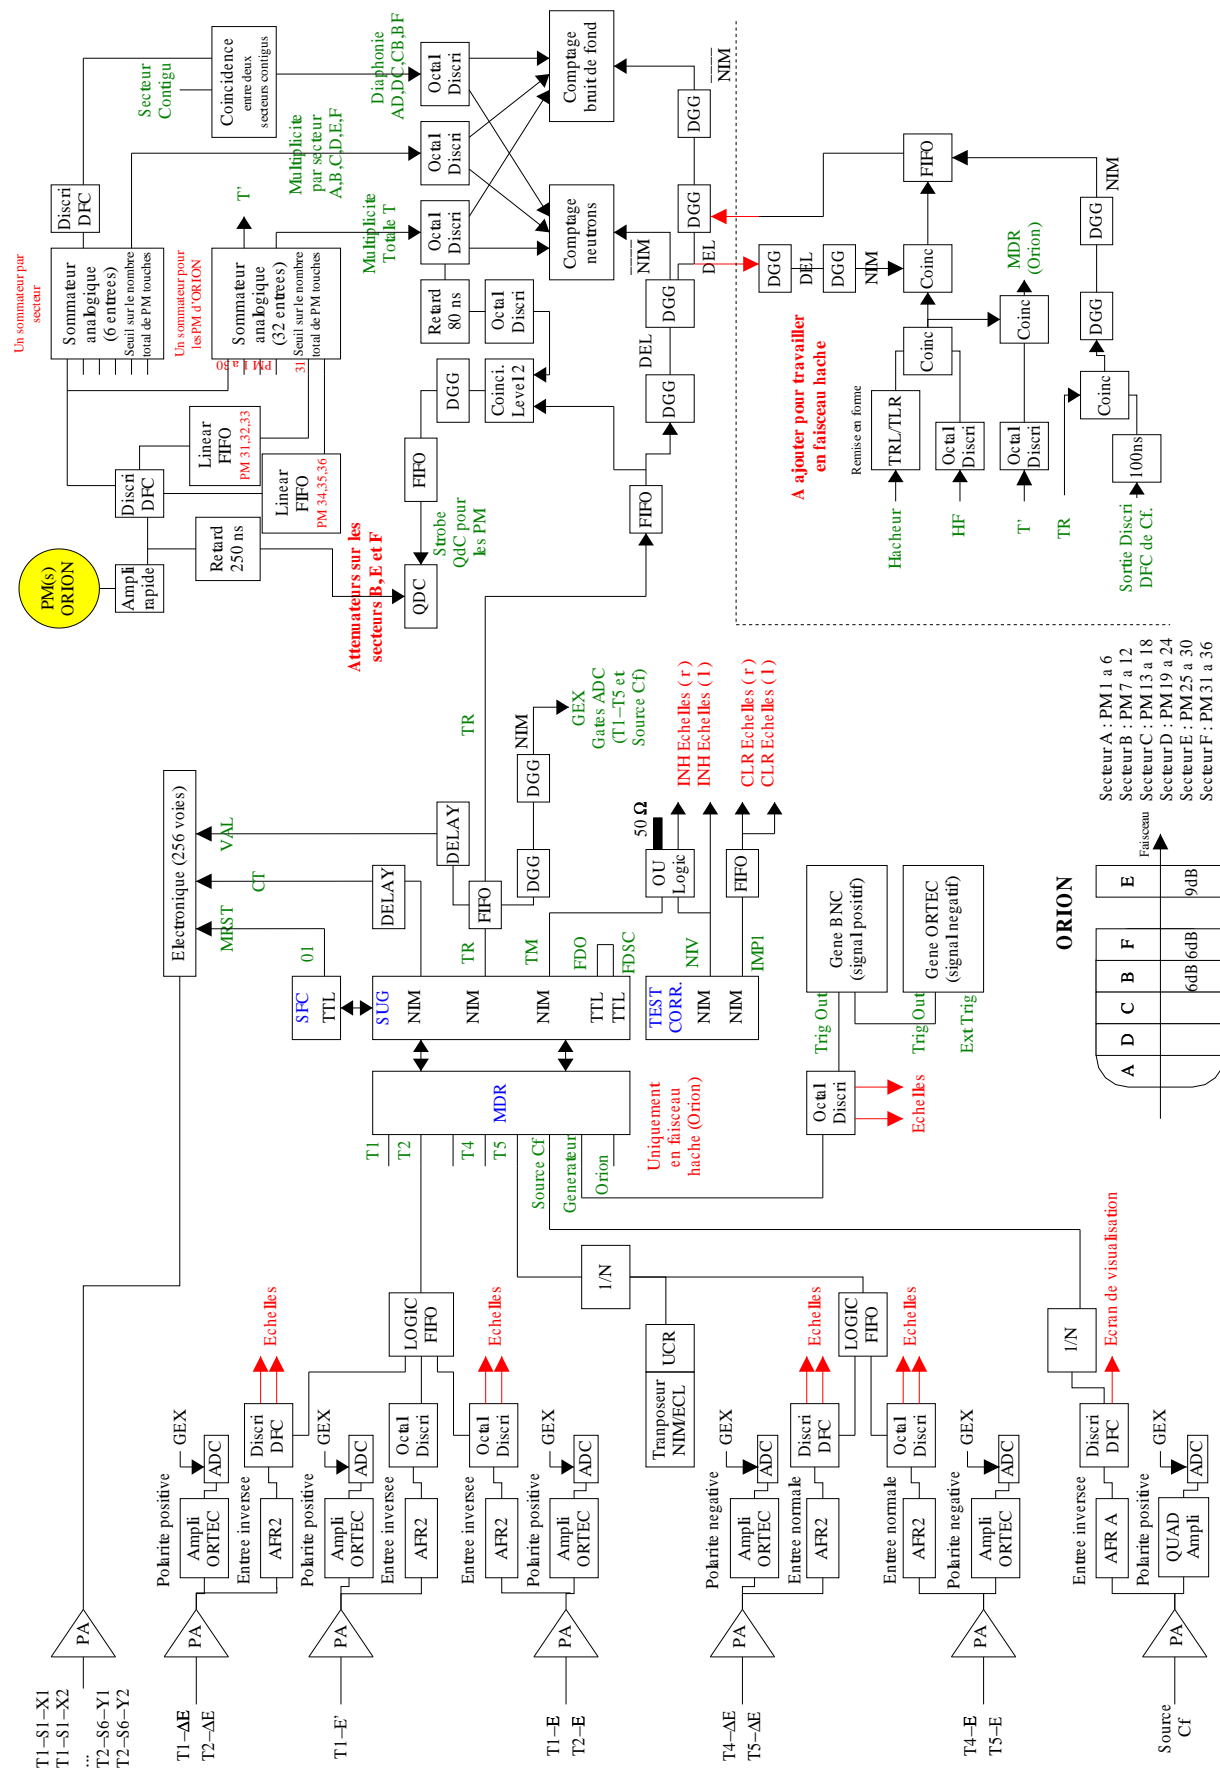 T1-S1-X1
T1-S1-X2
...
T2-S6-Y1
T2-S6-Y2
PA
Electronique (256 voies)
MRST
CT
VAL
T1-ΔE
T2-ΔE
PA
Polarite positive
Ampli
ORTEC
GEX
ADC
Entree inversee
AFR2
Discri
DFC
Echelles
T1-E'
PA
Polarite positive
Ampli
ORTEC
GEX
ADC
Entree inversee
AFR2
Octal
Discri
LOGIC
FIFO
T1-E
T2-E
PA
Entree inversee
AFR2
Octal
Discri
Echelles
Polarite positive
Ampli
ORTEC
GEX
ADC
Tranposeur
NIM/ECL
UCR
1/N
T4-ΔE
T5-ΔE
PA
Polarite negative
Ampli
ORTEC
GEX
ADC
Entree normale
AFR2
Discri
DFC
Echelles
LOGIC
FIFO
T4-E
T5-E
PA
Entree normale
AFR2
Octal
Discri
Echelles
Polarite negative
Ampli
ORTEC
GEX
ADC
Source
Cf
PA
Entree inversee
AFR A
Discri
DFC
1/N
Ecran de visualisation
Polarite positive
QUAD
Ampli
GEX
ADC
T1
T2
T4
T5
Source Cf
Generateur
Orion
MDR
Uniquement
en faisceau
hache (Orion)
SFC
TTL
01
SUG
NIM
NIM
NIM
TTL
TTL
TR
TM
FDO
FDSC
DELAY
DELAY
FIFO
TR
DGG
DGG
NIM
GEX
Gates ADC
(T1-T5 et
Source Cf)
TEST
CORR.
NIM
NIM
NIV
IMP1
OU
Logic
50 Ω
FIFO
INH Echelles (r)
INH Echelles (l)
CLR Echelles (r)
CLR Echelles (l)
Octal
Discri
Echelles
Trig Out
Gene BNC
(signal positif)
Trig Out
Ext Trig
Gene ORTEC
(signal negatif)
ORION
A
D
C
B
F
E
6dB
6dB
9dB
Faisceau
Secteur A : PM 1 a 6
Secteur B : PM 7 a 12
Secteur C : PM 13 a 18
Secteur D : PM 19 a 24
Secteur E : PM 25 a 30
Secteur F : PM 31 a 36
PM(s)
ORION
Ampli
rapide
Discri
DFC
Retard
250 ns
Linear
FIFO
PM 31,32,33
Linear
FIFO
PM 34,35,36
Attenuateurs sur les
secteurs B, E et F
QDC
Strobe
QdC pour
les PM
FIFO
DGG
Coinci.
Level 2
Retard
80 ns
Octal
Discri
FIFO
DGG
DEL
DGG
NIM
Un sommateur par
secteur
Sommateur
analogique
(6 entrees)
Seuil sur le nombre
total de PM touches
Discri
DFC
Un sommateur pour
les PM d'ORION
Sommateur
analogique
(32 entrees)
Seuil sur le nombre
total de PM touches
PM 1 a 30
31
T'
Secteur
Contigu
Coincidence
entre deux
secteurs contigus
Multiplicite
par secteur
A,B,C,D,E,F
Multiplicite
Totale T
Diaphonie
AD,DC,CB,BF
Octal
Discri
Octal
Discri
Octal
Discri
Comptage
neutrons
Comptage
bruit de fond
DEL
DGG
DGG
NIM
A ajouter pour travailler
en faisceau hache
DGG
DEL
DGG
NIM
Hacheur
Remise en forme
TRL/TLR
HF
Octal
Discri
Coinc
Coinc
FIFO
T'
Octal
Discri
Coinc
MDR
(Orion)
TR
Sortie Discri
DFC de Cf.
100ns
Coinc
DGG
DGG
NIM